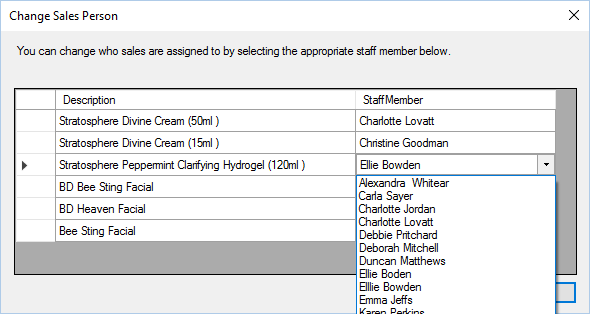 Change Sales Person
You can change who sales are assigned to by selecting the appropriate staff member below.
Description StaffMember
Stratosphere Divine Cream (50ml ) Charlotte Lovatt
Stratosphere Divine Cream (15ml ) Christine Goodman
Stratosphere Peppermint Clarifying Hydrogel (120ml ) Ellie Bowden
BD Bee Sting Facial
BD Heaven Facial
Bee Sting Facial
Alexandra Whitear
Carla Sayer
Charlotte Jordan
Charlotte Lovatt
Debbie Pritchard
Deborah Mitchell
Duncan Matthews
Ellie Boden
Elllie Bowden
Emma Jeffs
Karen Perkins